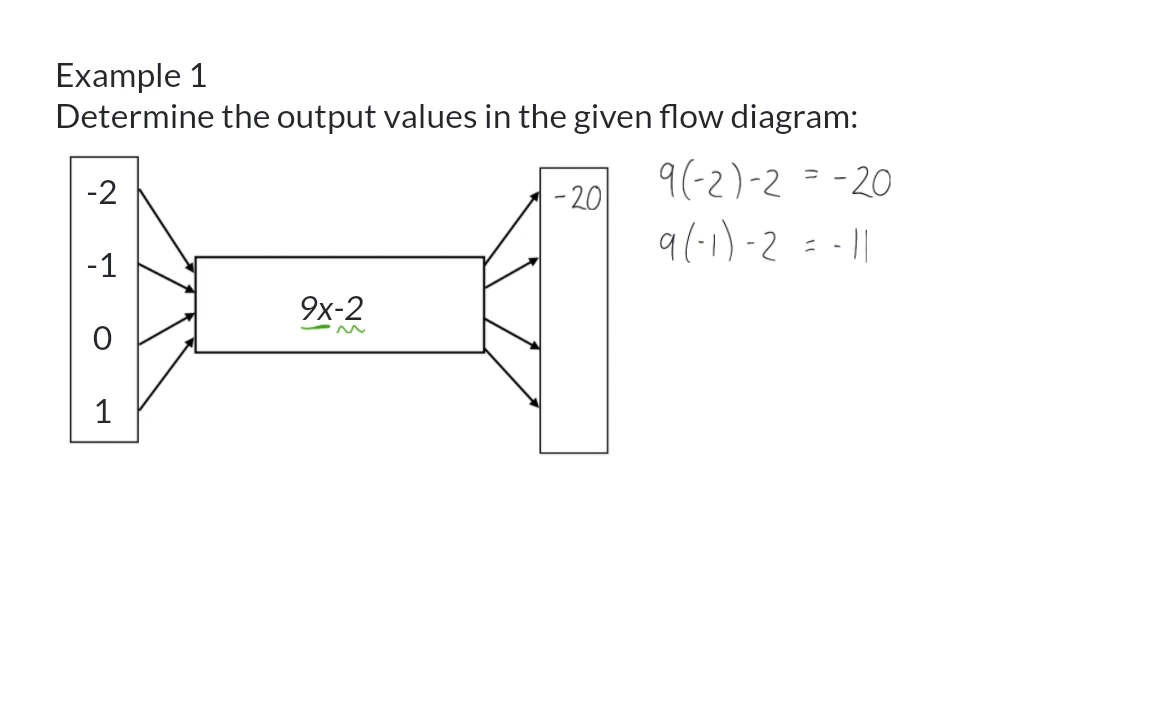 Example 1
Determine the output values in the given flow diagram:
-2
-1
0
1
9x-2
-20
9(-2)-2 = -20
9(-1)-2 = -11